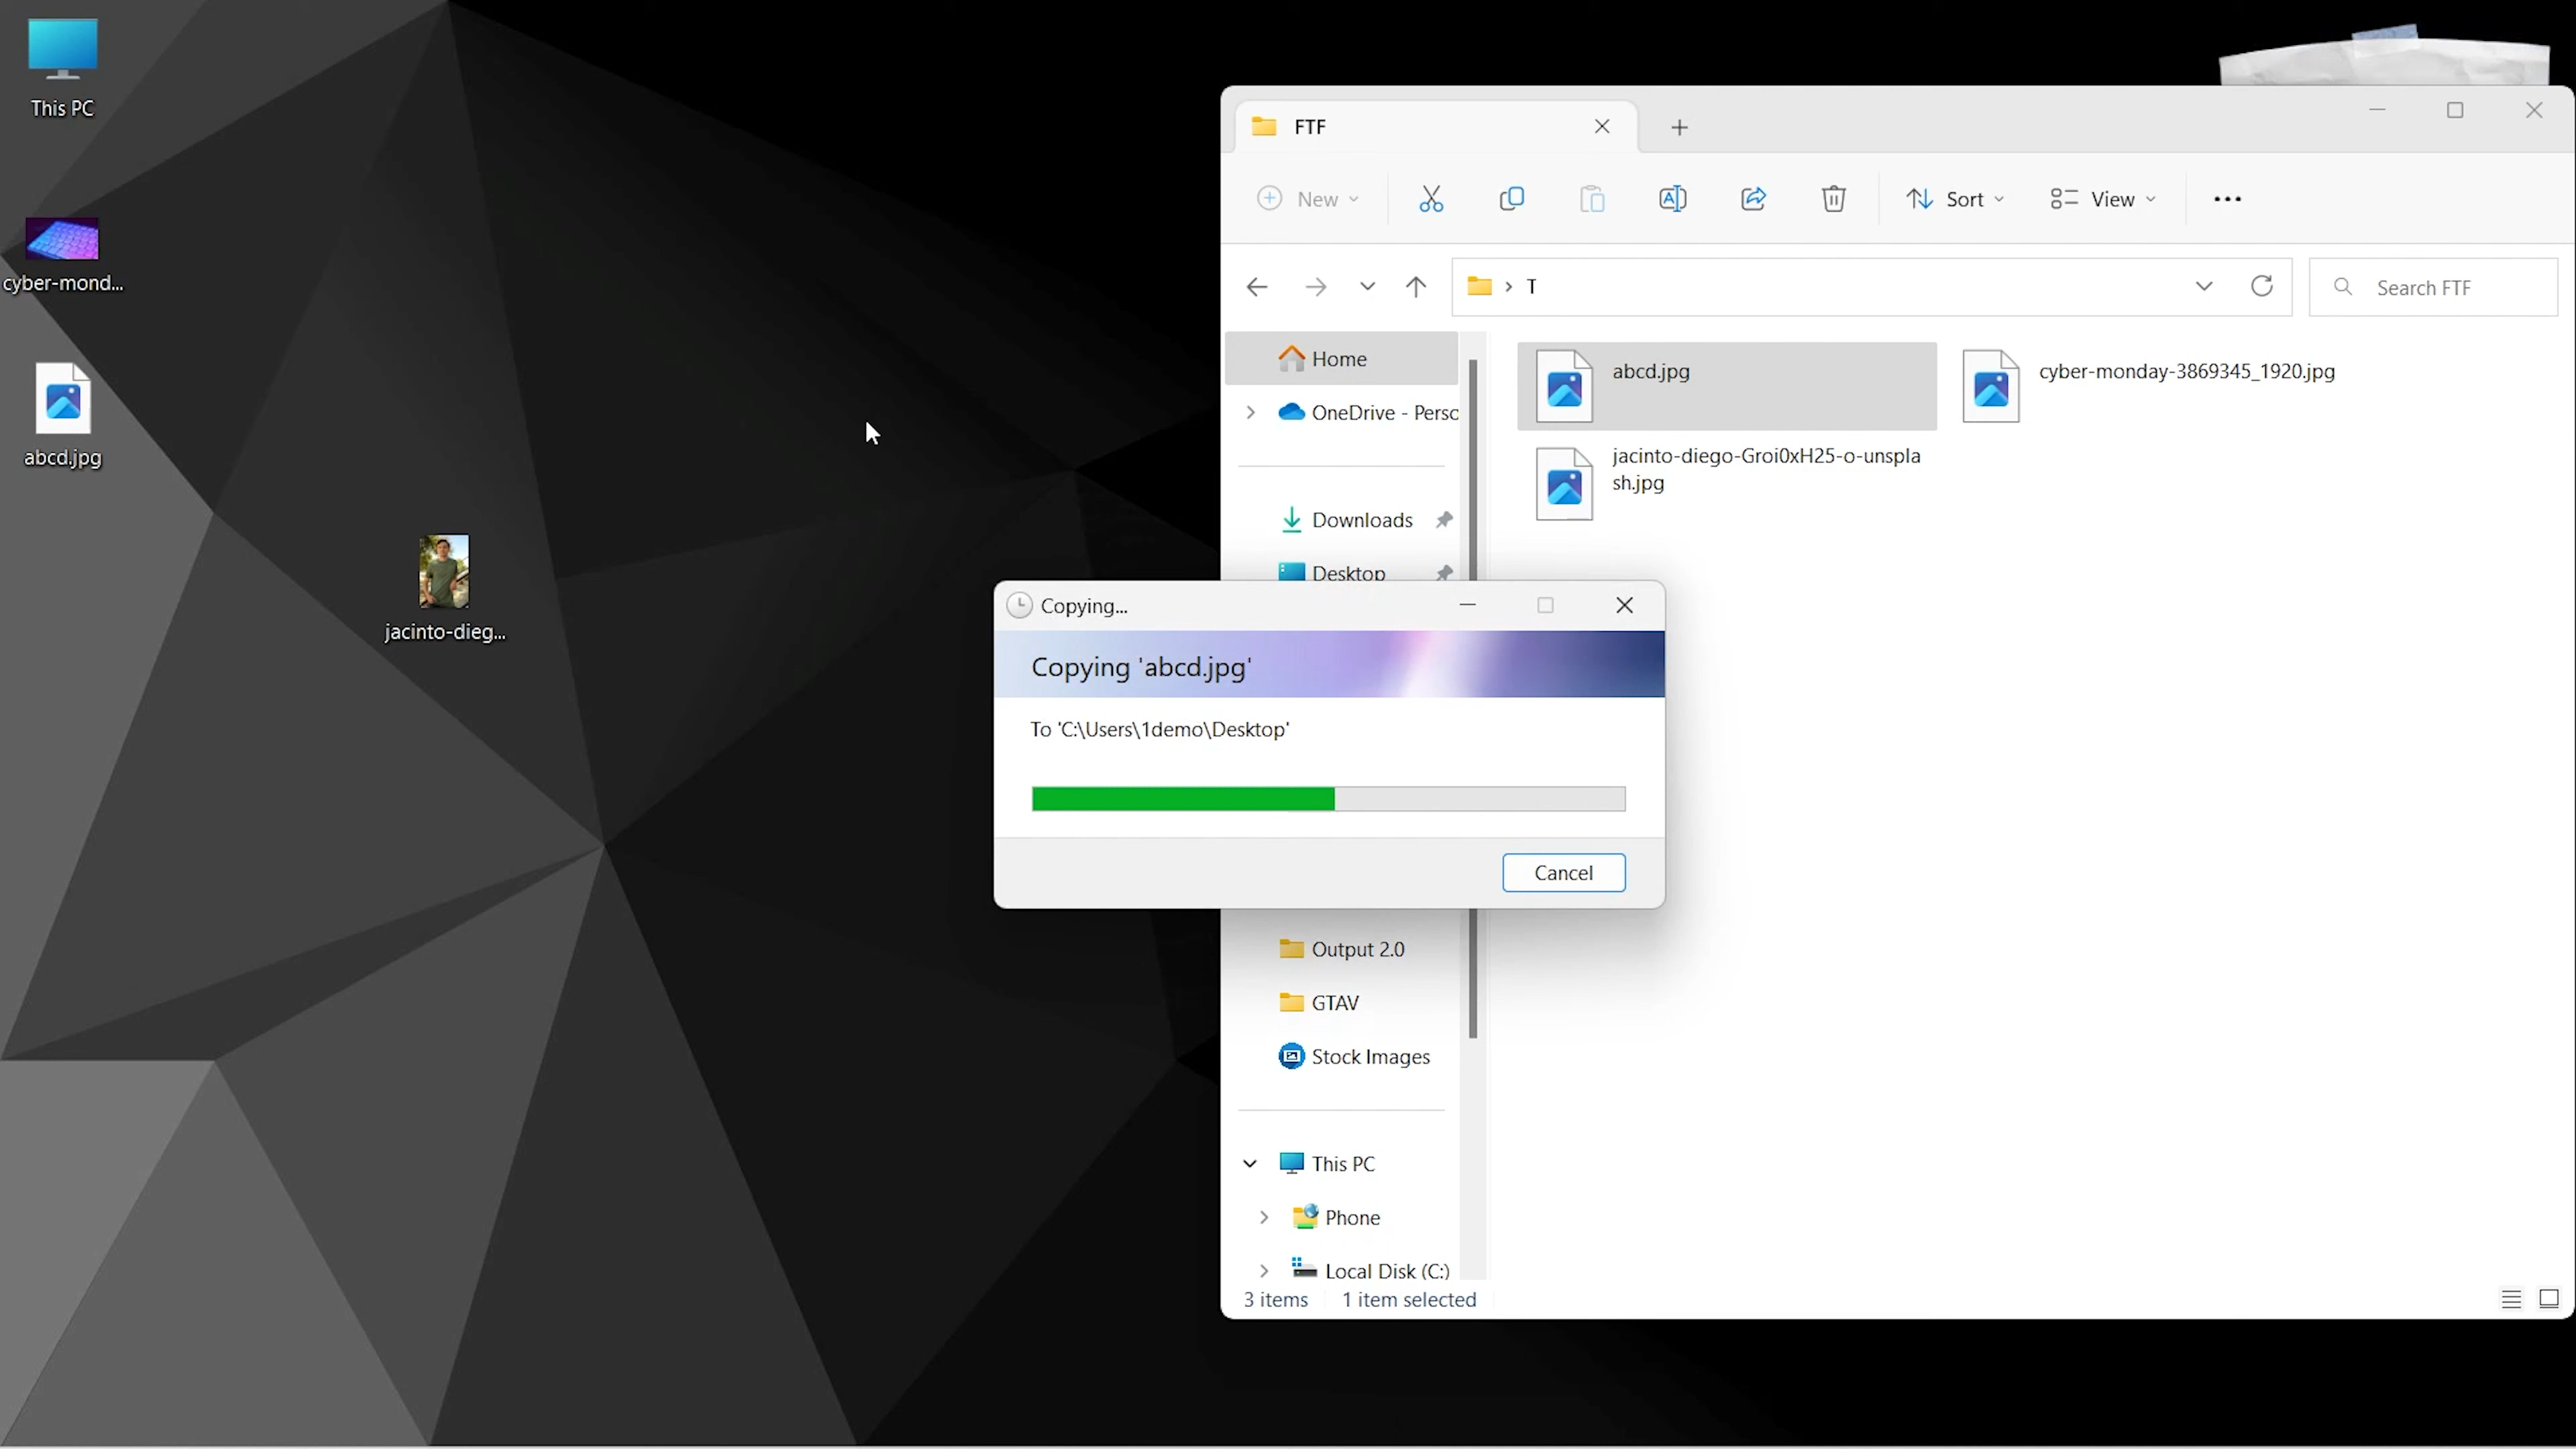 This PC
cyber-mond...
abcd.jpg
jacinto-dieg...
FTF
New
Sort
View
T
Search FTF
Home
OneDrive - Perso
Downloads
Desktop
abcd.jpg
cyber-monday-3869345_1920.jpg
jacinto-diego-Groi0xH25-o-unspla
sh.jpg
Copying...
Copying 'abcd.jpg'
To 'C:\Users\1demo\Desktop'
Cancel
Output 2.0
GTAV
Stock Images
This PC
Phone
Local Disk (C:)
3 items
1 item selected